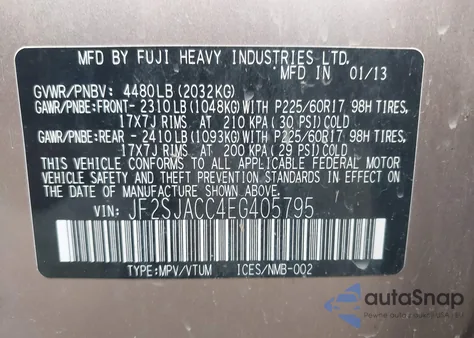 MFD BY FUJI HEAVY INDUSTRIES LTD.
MFD IN 01/13
GVWR/PNBV: 4480LB (2032KG)
GAWR/PNBE:FRONT- 2310LB (1048KG)WITH P225/60R17 98H TIRES,
17X7J RIMS AT 210 KPA (30 PSI)COLD
GAWR/PNBE:REAR - 2410LB (1093KG)WITH P225/60R17 98H TIRES,
17X7J RIMS AT 200 KPA (29 PSI)COLD
THIS VEHICLE CONFORMS TO ALL APPLICABLE FEDERAL MOTOR
VEHICLE SAFETY, BUMPER, AND THEFT PREVENTION STANDARDS IN
EFFECT ON THE DATE OF MANUFACTURE SHOWN ABOVE.
VIN: JF2SJACC4EG405795
TYPE:MPV/VTUM ICES/NMB-002
autoSnap